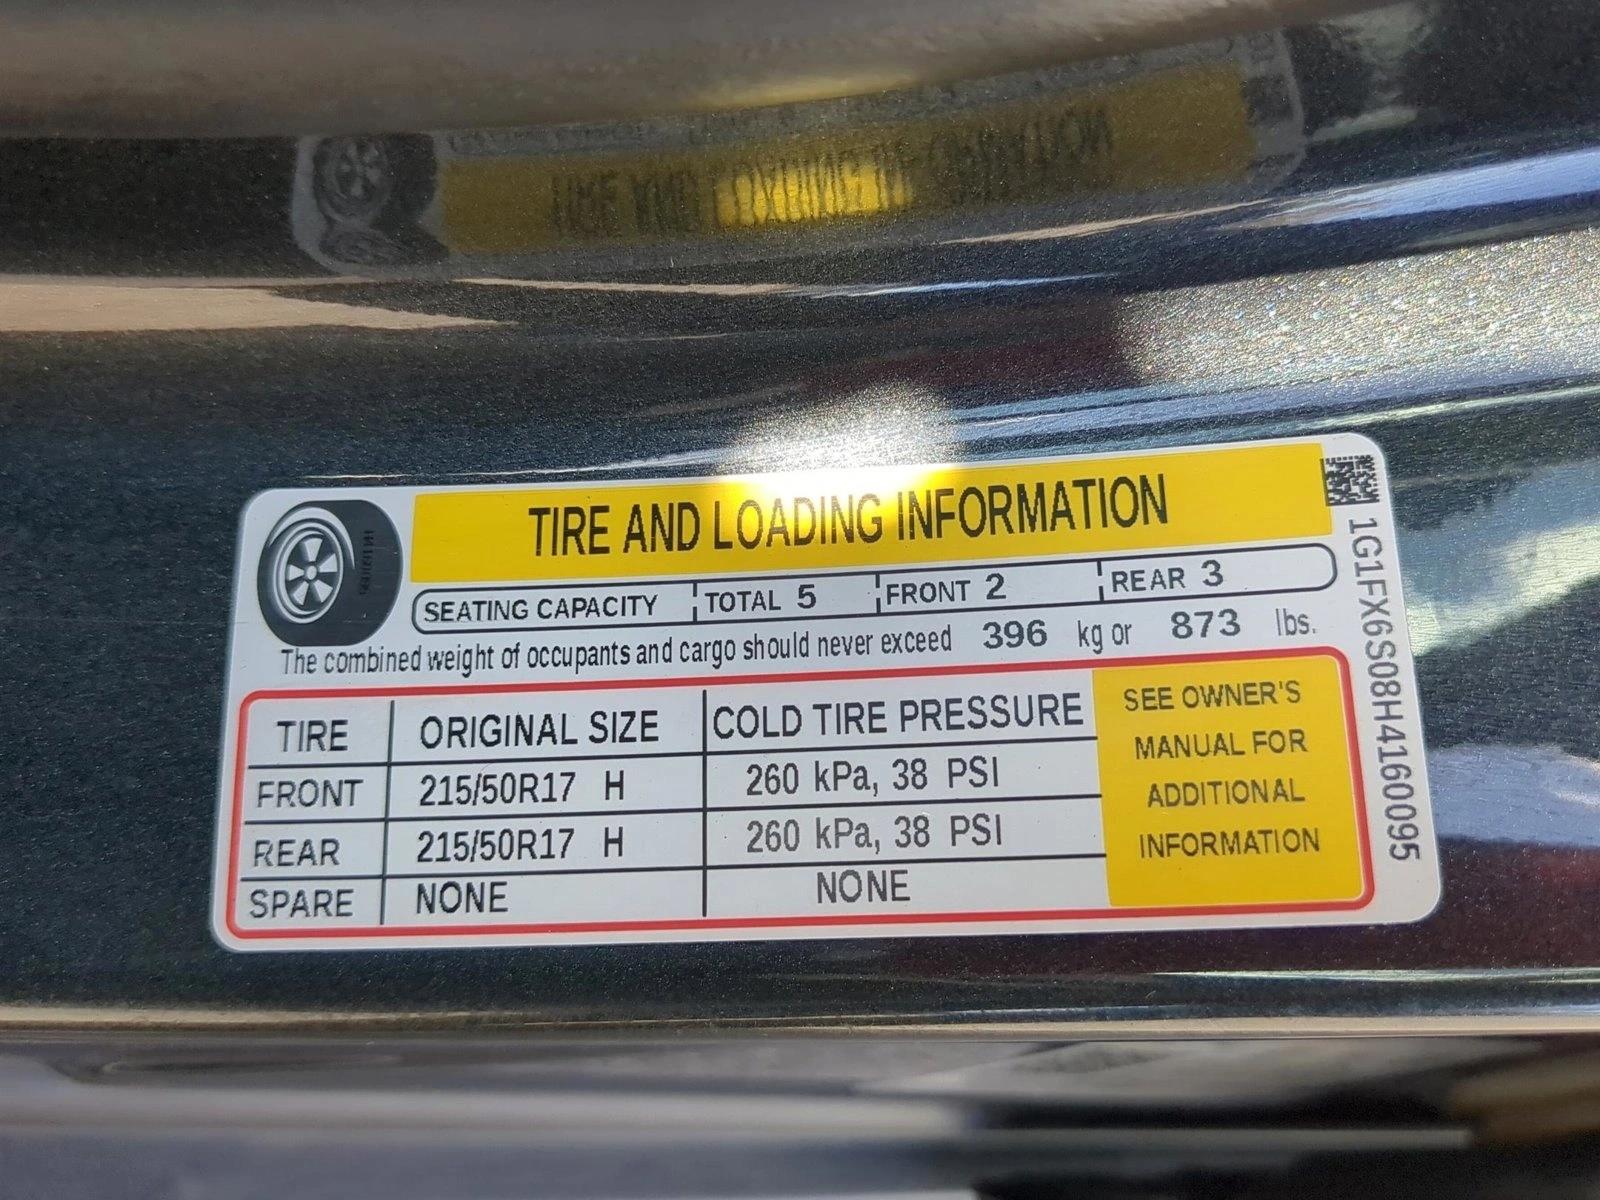 TIRE AND LOADING INFORMATION
SEATING CAPACITY TOTAL 5 FRONT 2 REAR 3
The combined weight of occupants and cargo should never exceed 396 kg or 873 lbs.
TIRE ORIGINAL SIZE COLD TIRE PRESSURE
FRONT 215/50R17 H 260 kPa, 38 PSI
REAR 215/50R17 H 260 kPa, 38 PSI
SPARE NONE NONE
SEE OWNER'S
MANUAL FOR
ADDITIONAL
INFORMATION
1G1FX6S08H4160095